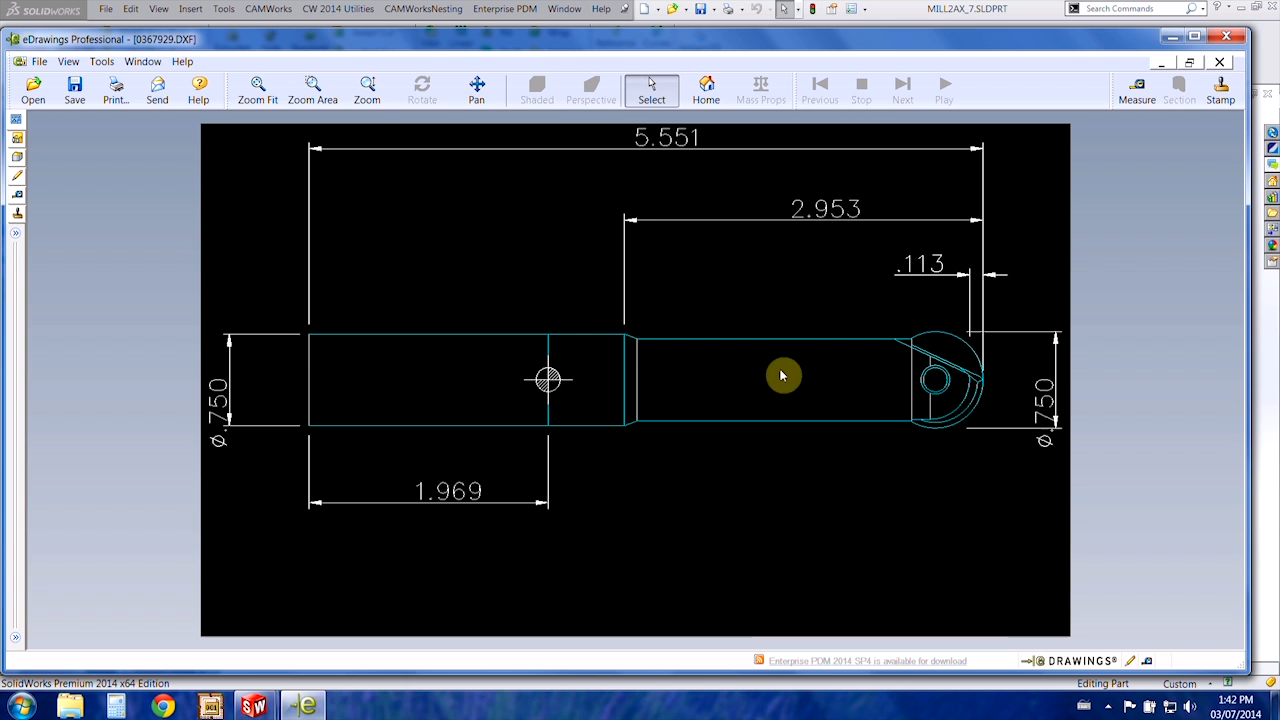 SOLIDWORKS File Edit View Insert Tools CAMWorks CW 2014 Utilities CAMWorksNesting Enterprise PDM Window Help MILL2AX_7.SLDPRT Search Commands
eDrawings Professional - [0367929.DXF]
File View Tools Window Help
Open Save Print... Send Help Zoom Fit Zoom Area Zoom Rotate Pan Shaded Perspective Select Home Mass Props Previous Stop Next Play Measure Section Stamp
5.551
2.953
.113
ø.750
ø.750
1.969
Enterprise PDM 2014 SP4 is available for download
DRAWINGS®
SolidWorks Premium 2014 x64 Edition
Editing Part
Custom
1:42 PM
03/07/2014